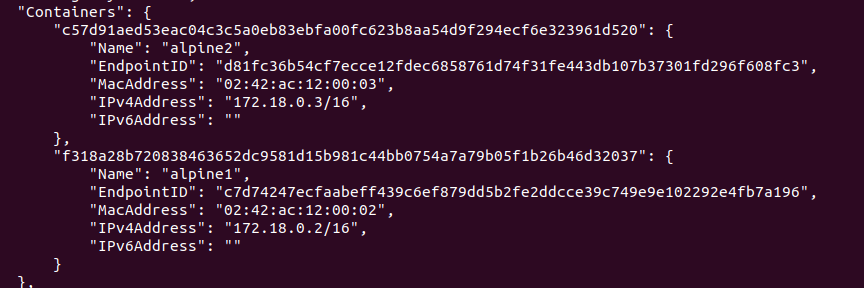 "Containers": {
"c57d91aed53eac04c3c5a0eb83ebfa00fc623b8aa54d9f294ecf6e323961d520": {
"Name": "alpine2",
"EndpointID": "d81fc36b54cf7ecce12fdec6858761d74f31fe443db107b37301fd296f608fc3",
"MacAddress": "02:42:ac:12:00:03",
"IPv4Address": "172.18.0.3/16",
"IPv6Address": ""
},
"f318a28b720838463652dc9581d15b981c44bb0754a7a79b05f1b26b46d32037": {
"Name": "alpine1",
"EndpointID": "c7d74247ecfaabeff439c6ef879dd5b2fe2ddcce39c749e9e102292e4fb7a196",
"MacAddress": "02:42:ac:12:00:02",
"IPv4Address": "172.18.0.2/16",
"IPv6Address": ""
}
},